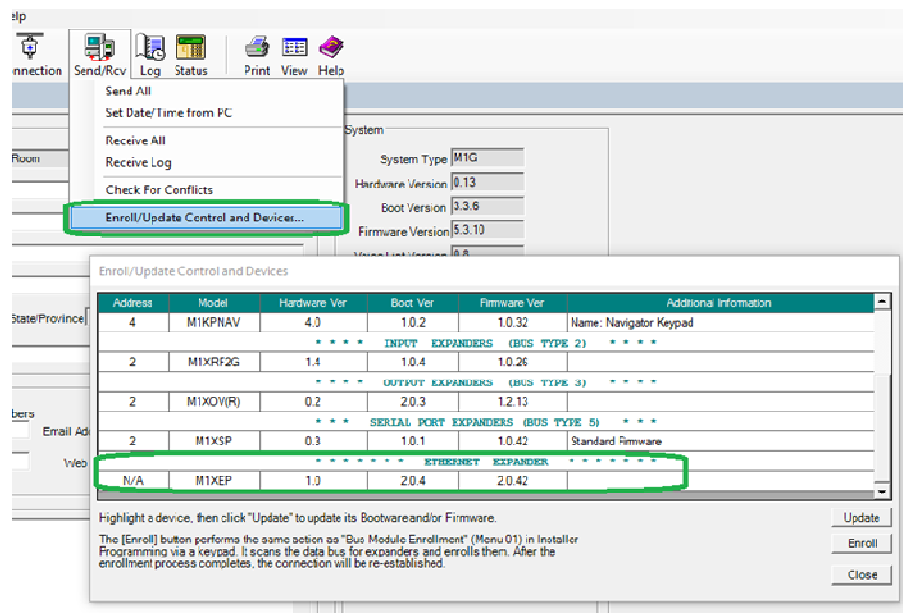 elp
nnection Send/Rcv Log Status Print View Help
Send All
Set Date/Time from PC
Receive All
Receive Log
Check For Conflicts
Enroll/Update Control and Devices...
Room
System
System Type M1G
Hardware Version 0.13
Boot Version 3.3.6
Firmware Version 5.3.10
State/Province
bers
Email Ad
Web
Enroll/Update Control and Devices
Address Model Hardware Ver Boot Ver Firmware Ver Additional Information
4 M1KPNAV 4.0 1.0.2 1.0.32 Name: Navigator Keypad
* * * * INPUT EXPANDERS (BUS TYPE 2) * * * *
2 M1XRF2G 1.4 1.0.4 1.0.26
* * * * OUTPUT EXPANDERS (BUS TYPE 3) * * * *
2 M1XOV(R) 0.2 2.0.3 1.2.13
* * * SERIAL PORT EXPANDERS (BUS TYPE 5) * * *
2 M1XSP 0.3 1.0.1 1.0.42 Standard Firmware
* * * * * * * ETHERNET EXPANDER * * * * * * *
N/A M1XEP 1.0 2.0.4 2.0.42
Highlight a device, then click "Update" to update its Bootware and/or Firmware.
The [Enroll] button performs the same action as "Bus Module Enrollment" (Menu 01) in Installer
Programming via a keypad. It scans the data bus for expanders and enrolls them. After the
enrollment process completes, the connection will be re-established.
Update
Enroll
Close